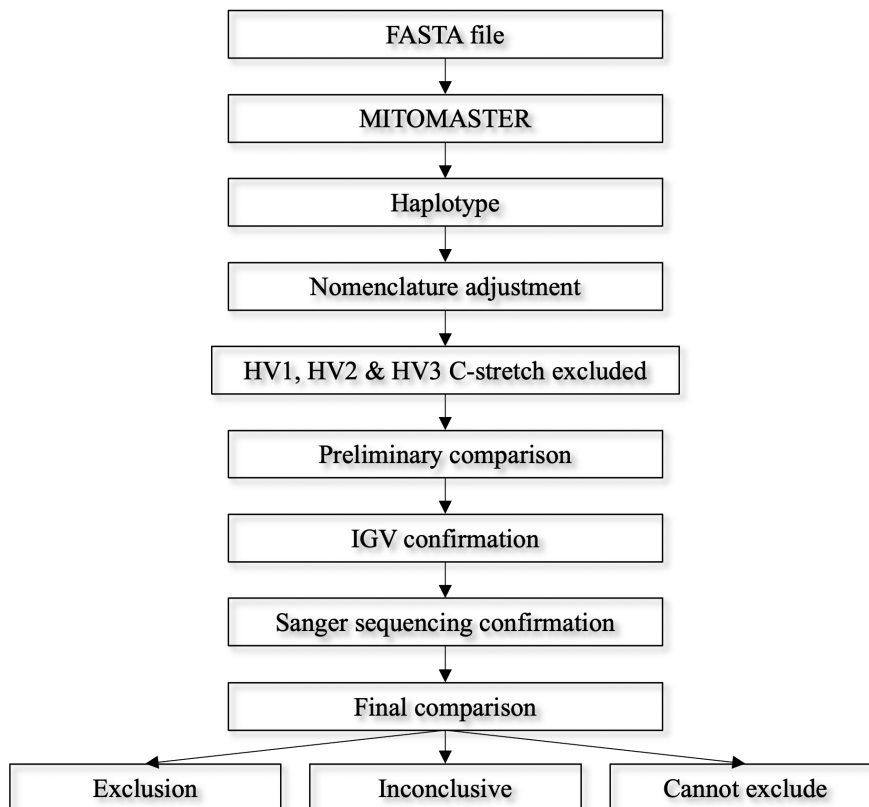 FASTA file
MITOMASTER
Haplotype
Nomenclature adjustment
HV1, HV2 & HV3 C-stretch excluded
Preliminary comparison
IGV confirmation
Sanger sequencing confirmation
Final comparison
Exclusion
Inconclusive
Cannot exclude